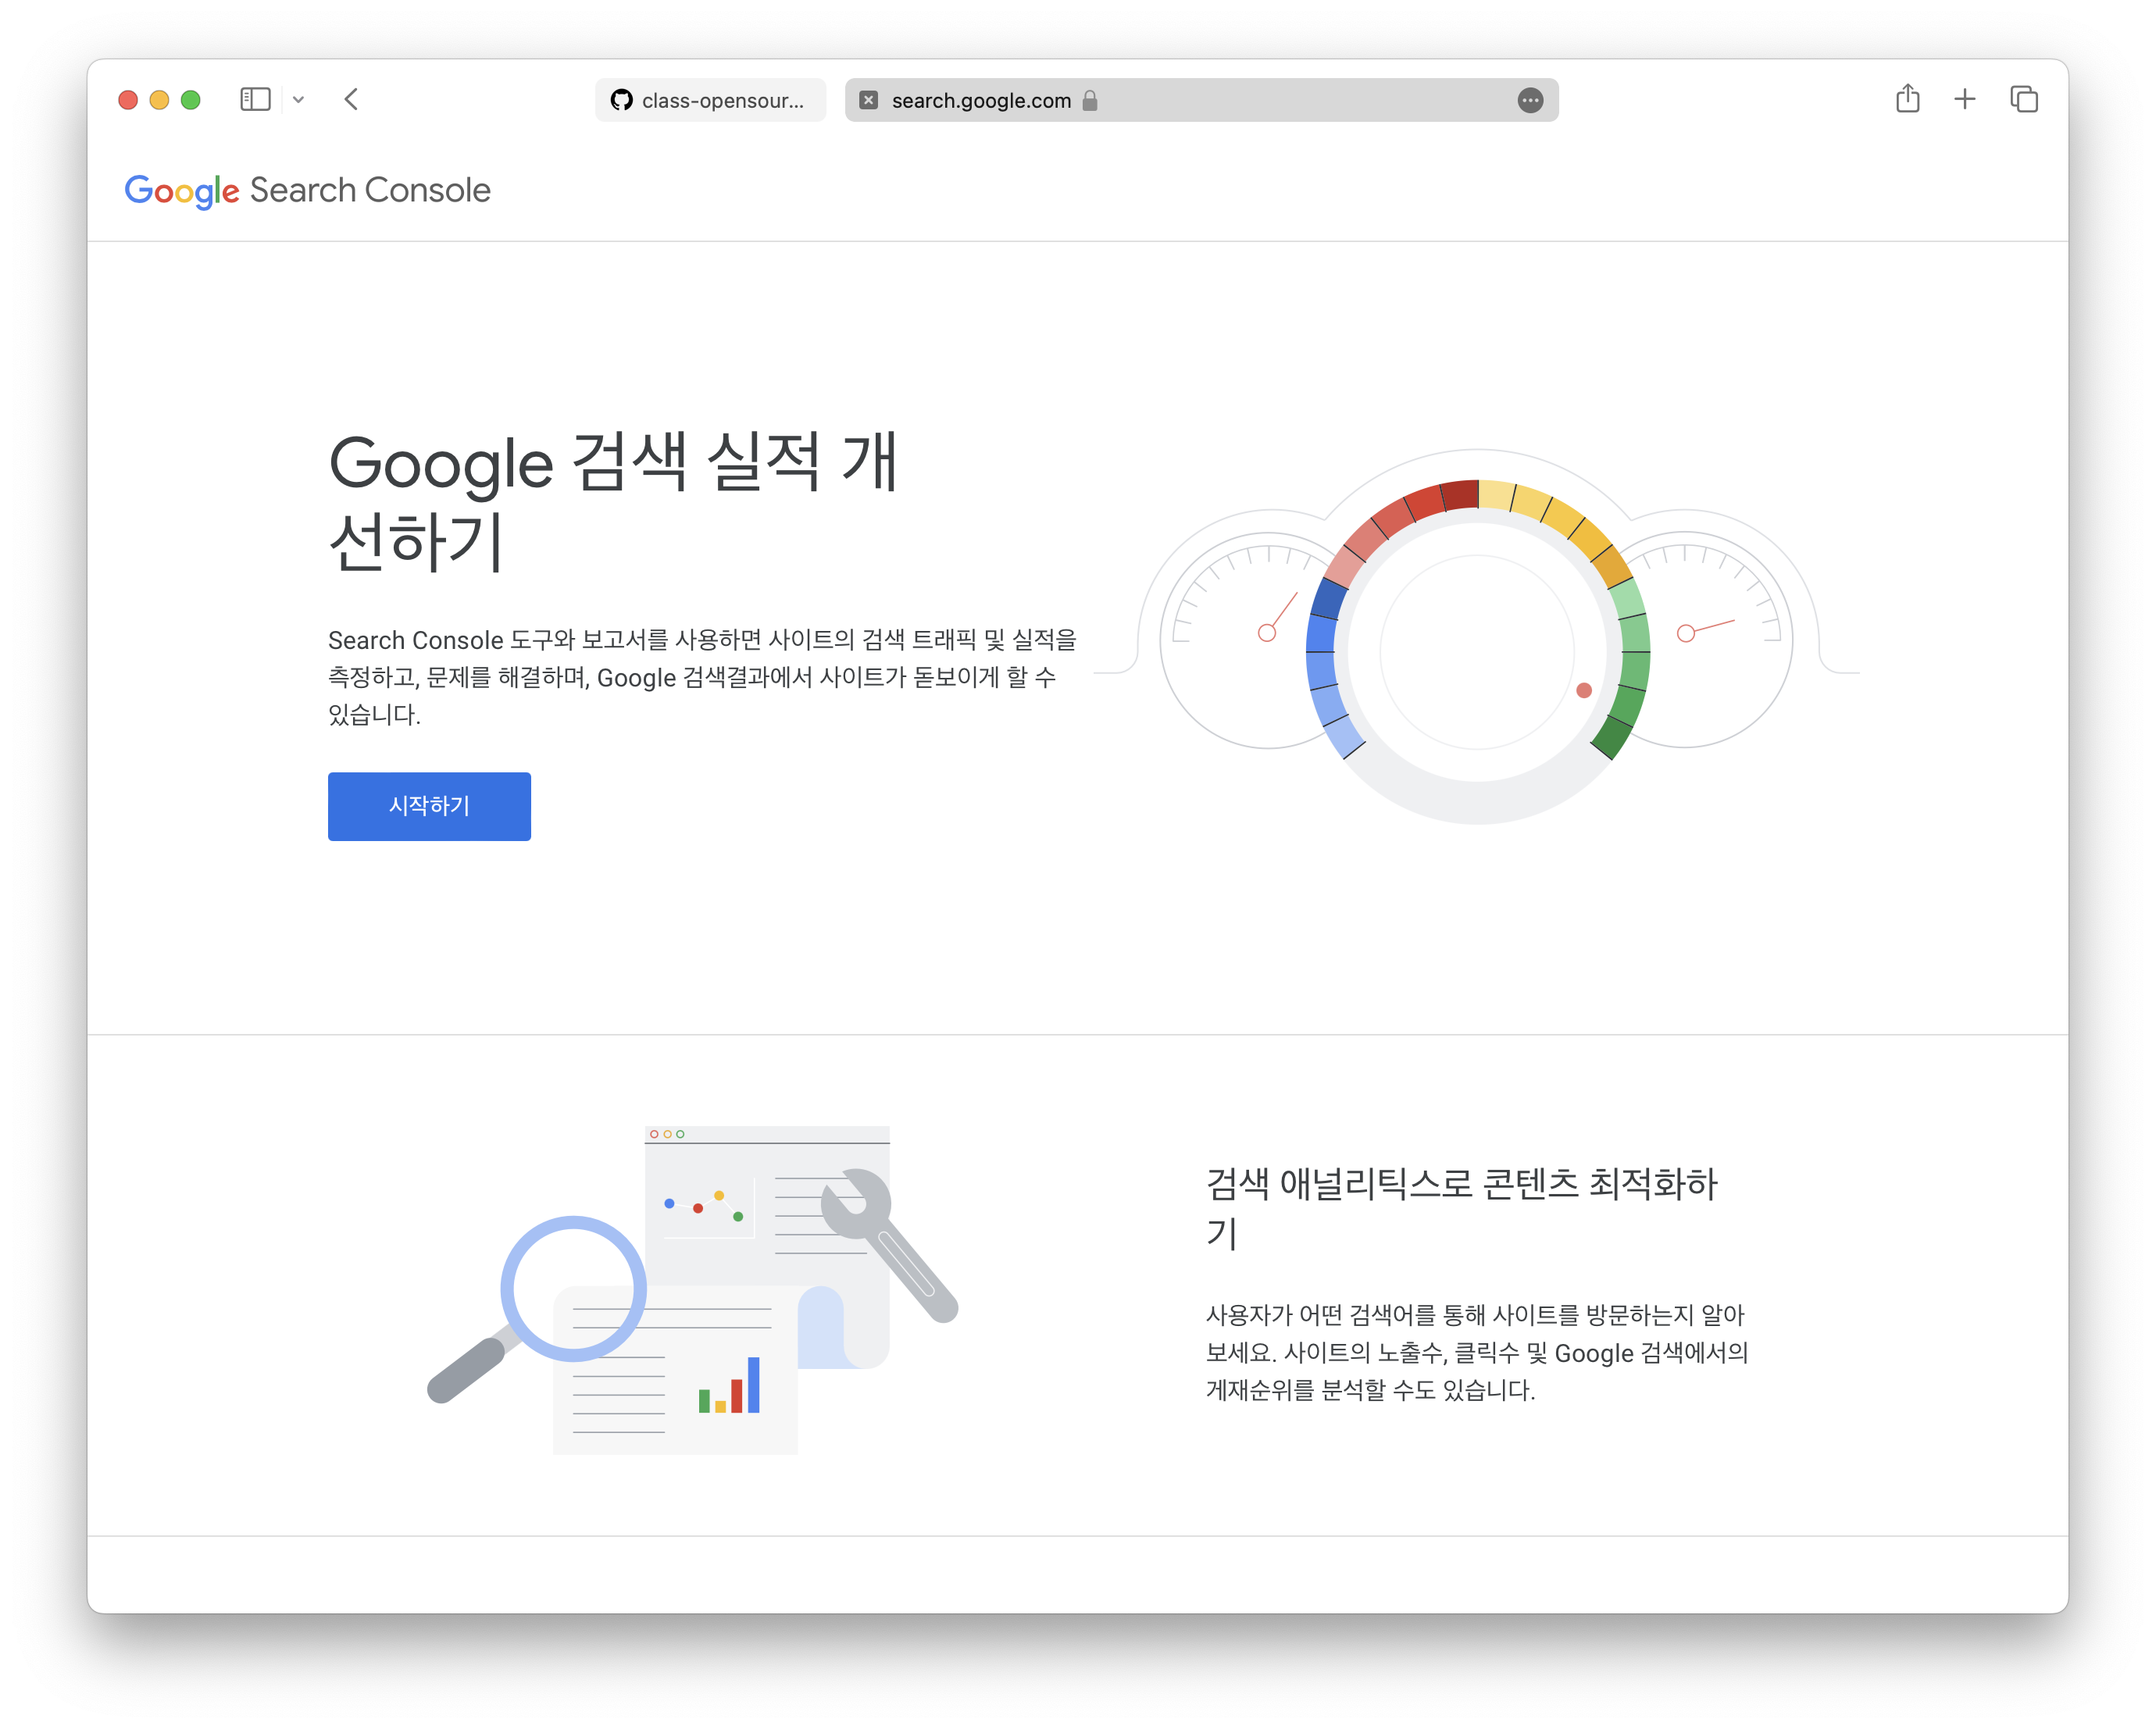 class-opensour...
search.google.com
Google Search Console
Google 검색 실적 개
선하기
Search Console 도구와 보고서를 사용하면 사이트의 검색 트래픽 및 실적을
측정하고, 문제를 해결하며, Google 검색결과에서 사이트가 돋보이게 할 수
있습니다.
시작하기
검색 애널리틱스로 콘텐츠 최적화하
기
사용자가 어떤 검색어를 통해 사이트를 방문하는지 알아
보세요. 사이트의 노출수, 클릭수 및 Google 검색에서의
게재순위를 분석할 수도 있습니다.